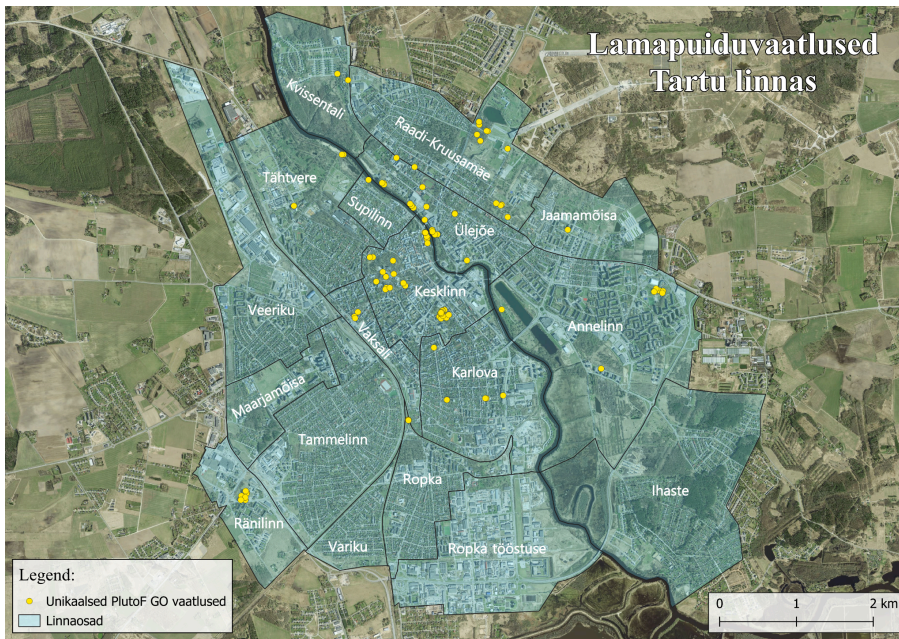 Lamapuiduvaatlused
Tartu linnas
Kvissentali
Raadi-Kruusamäe
Tähtvere
Supilinn
Ülejõe
Jaamamõisa
Kesklinn
Veeriku
Vaksali
Annelinn
Karlova
Maarjamõisa
Tammelinn
Ropka
Ihaste
Ränilinn
Variku
Ropka tööstuse
Legend:
Unikaalsed PlutoF GO vaatlused
Linnaosad
0 1 2 km